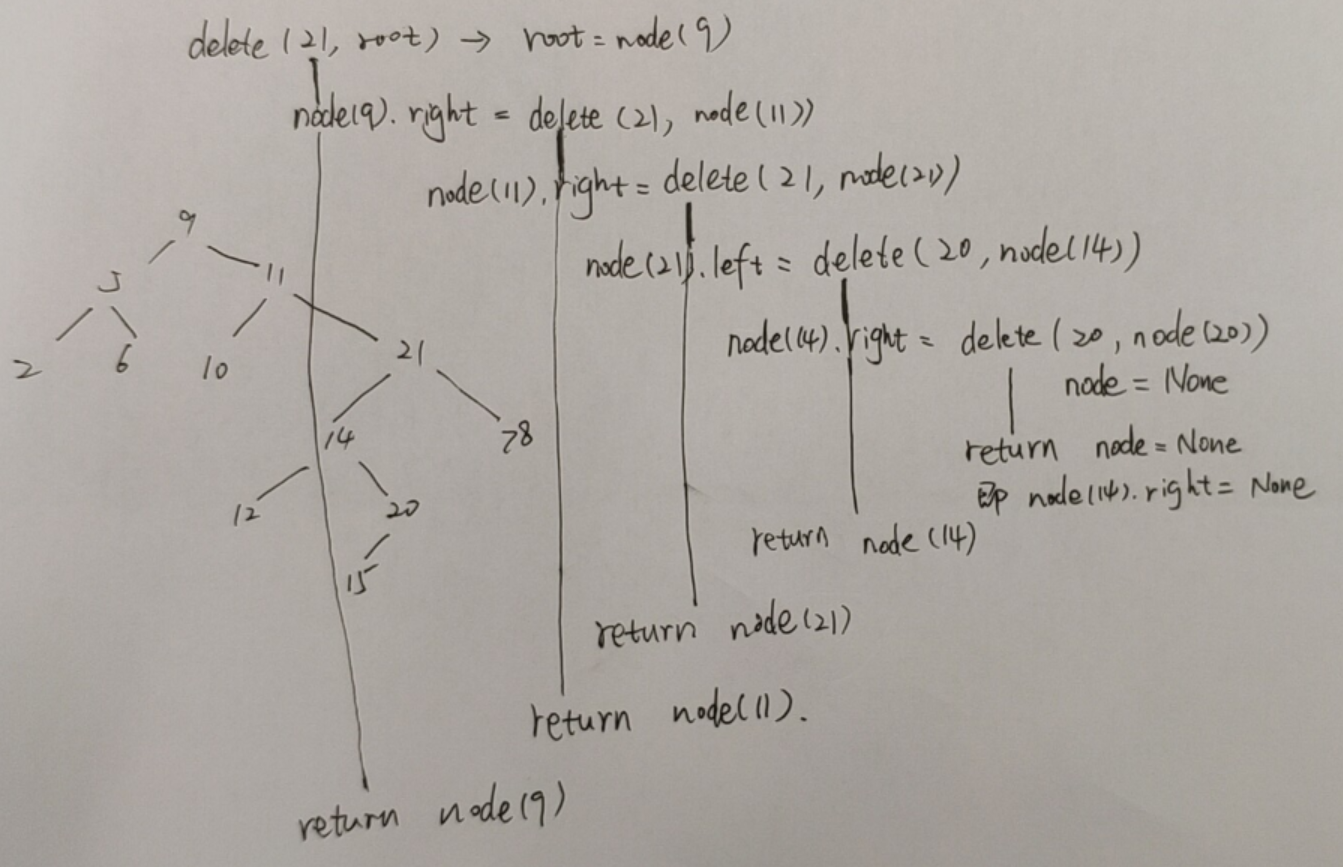 delete (21, root) → root = node(9)
node(9). right = delete (21, node(11))
node(11). right = delete (21, node(21))
node(21). left = delete (20, node(14))
node(14). right = delete (20, node(20))
node = None
return node = None
即 node(14). right = None
return node (14)
return node (21)
return node(11).
return node(9)
9
5 11
2 6 10 21
14 78
12 20
15